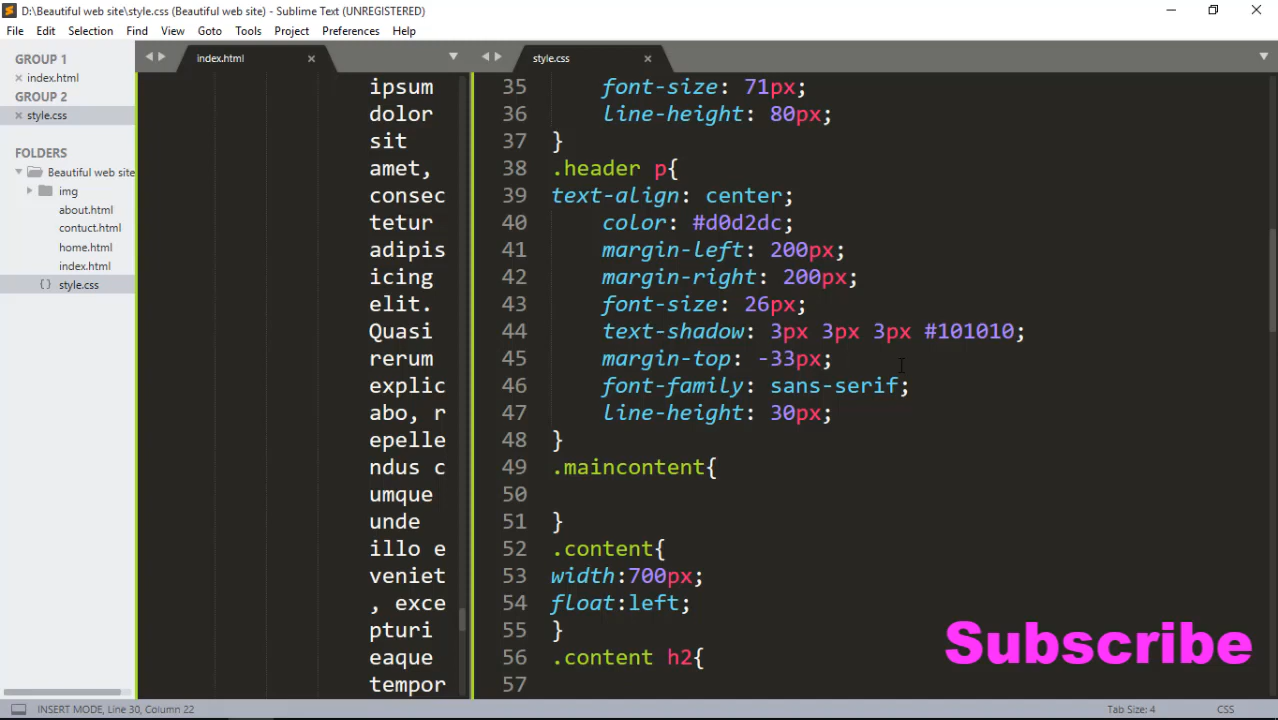 D:\Beautiful web site\style.css (Beautiful web site) - Sublime Text (UNREGISTERED)
File Edit Selection Find View Goto Tools Project Preferences Help
GROUP 1
index.html
GROUP 2
style.css
FOLDERS
Beautiful web site
img
about.html
contuct.html
home.html
index.html
{} style.css
index.html
ipsum
dolor
sit
amet,
consec
tetur
adipis
icing
elit.
Quasi
rerum
explic
abo, r
epelle
ndus c
umque
unde
illo e
veniet
, exce
pturi
eaque
tempor
style.css
35 font-size: 71px;
36 line-height: 80px;
37 }
38 .header p{
39 text-align: center;
40 color: #d0d2dc;
41 margin-left: 200px;
42 margin-right: 200px;
43 font-size: 26px;
44 text-shadow: 3px 3px 3px #101010;
45 margin-top: -33px;
46 font-family: sans-serif;
47 line-height: 30px;
48 }
49 .maincontent{
50
51 }
52 .content{
53 width:700px;
54 float:left;
55 }
56 .content h2{
57
Subscribe
INSERT MODE, Line 30, Column 22 Tab Size: 4 CSS